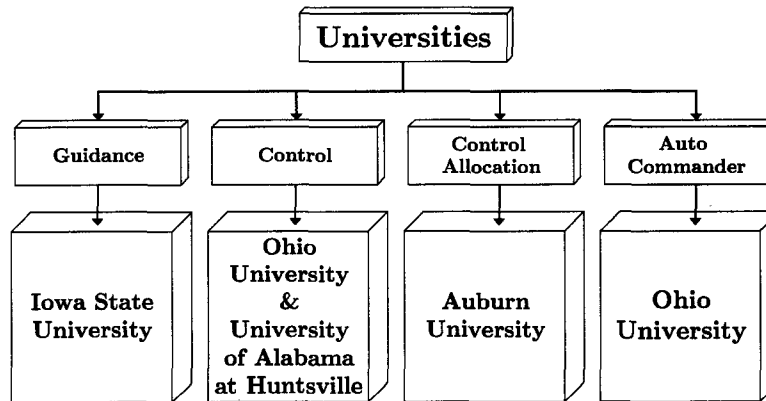 Universities
Guidance
Control
Control
Allocation
Auto
Commander
Iowa State
University
Ohio
University
&
University
of Alabama
at Huntsville
Auburn
University
Ohio
University